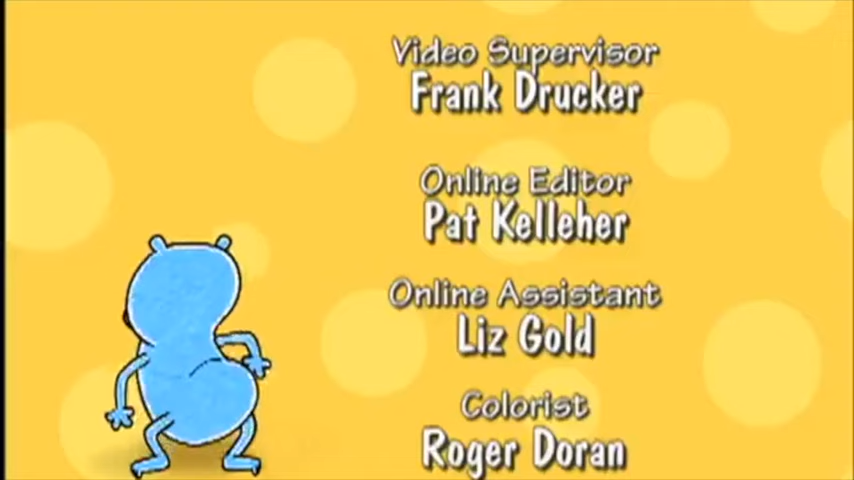 Video Supervisor
Frank Drucker
Online Editor
Pat Kelleher
Online Assistant
Liz Gold
Colorist
Roger Doran